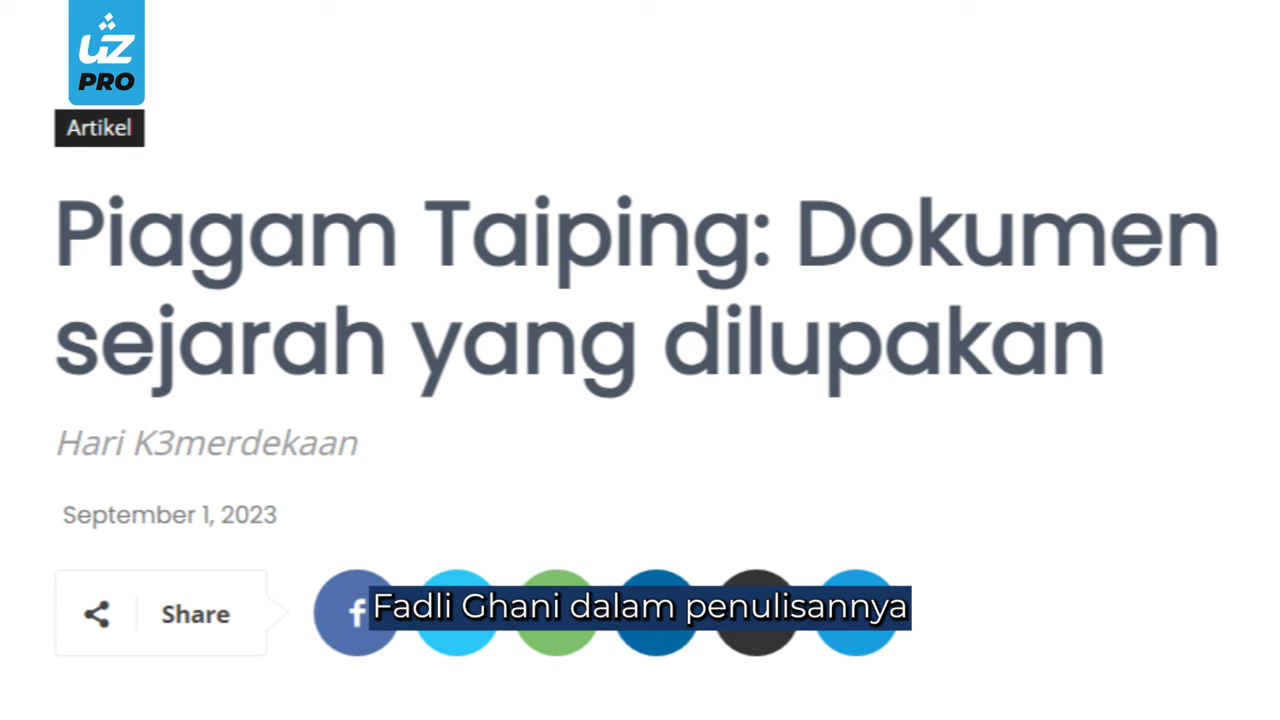 UZ
PRO
Artikel
Piagam Taiping: Dokumen
sejarah yang dilupakan
Hari K3merdekaan
September 1, 2023
Share
f
Fadli Ghani dalam penulisannya